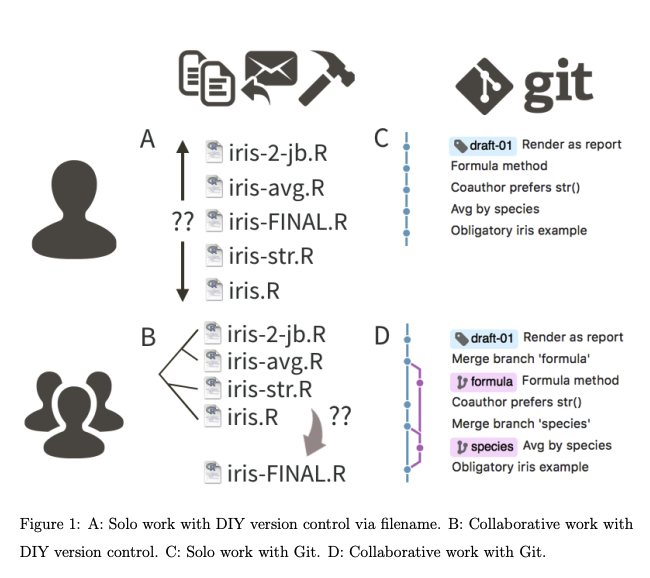 git
A
iris-2-jb.R
iris-avg.R
?? iris-FINAL.R
iris-str.R
iris.R
C
draft-01 Render as report
Formula method
Coauthor prefers str()
Avg by species
Obligatory iris example
B
iris-2-jb.R
iris-avg.R
iris-str.R
iris.R ??
iris-FINAL.R
D
draft-01 Render as report
Merge branch 'formula'
formula Formula method
Coauthor prefers str()
Merge branch 'species'
species Avg by species
Obligatory iris example
Figure 1: A: Solo work with DIY version control via filename. B: Collaborative work with
DIY version control. C: Solo work with Git. D: Collaborative work with Git.